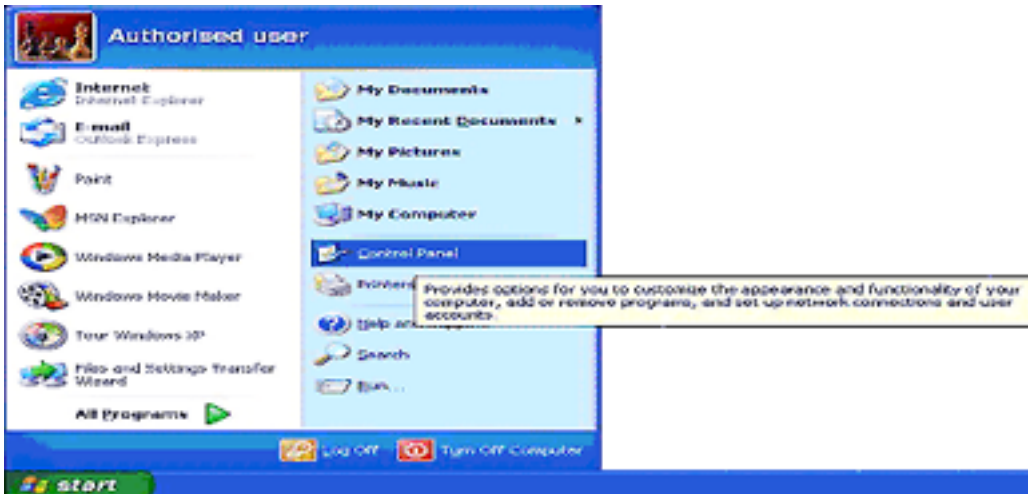 Authorised user
Internet
Internet Explorer
E-mail
Outlook Express
Paint
MSN Explorer
Windows Media Player
Windows Movie Maker
Tour Windows XP
Files and Settings Transfer
Wizard
All Programs
My Documents
My Recent Documents
My Pictures
My Music
My Computer
Control Panel
Printers
Provides options for you to customize the appearance and functionality of your
computer, add or remove programs, and set up network connections and user
accounts.
Help and
Search
Run...
Log Off
Turn Off Computer
start